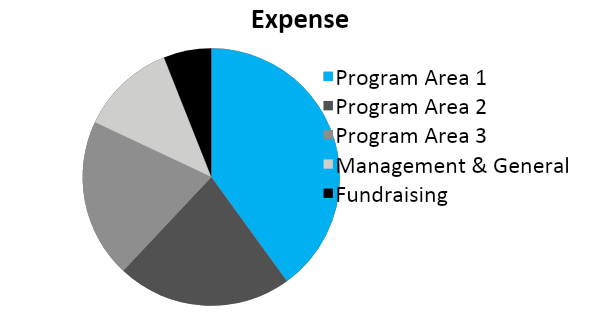 Expense
Program Area 1
Program Area 2
Program Area 3
Management & General
Fundraising